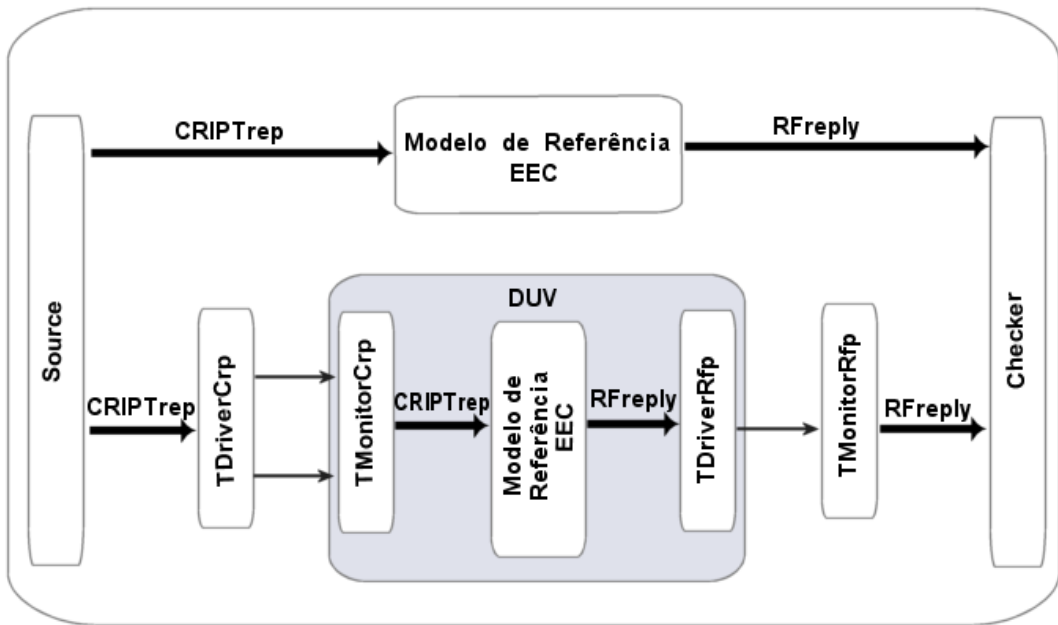 CRIPTrep
Modelo de Referência
EEC
RFreply
Source
CRIPTrep
TDriverCrp
DUV
TMonitorCrp
CRIPTrep
Modelo de
Referência
EEC
RFreply
TDriverRfp
TMonitorRfp
RFreply
Checker